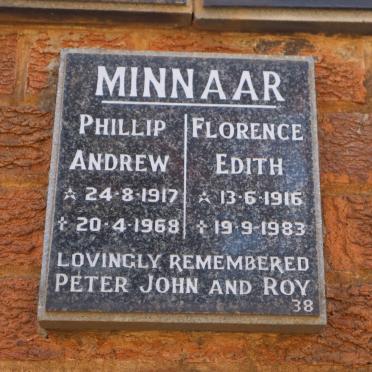 MINNAAR
PHILLIP ANDREW
☆ 24·8·1917
† 20·4·1968
FLORENCE EDITH
☆ 13·6·1916
† 19·9·1983
LOVINGLY REMEMBERED
PETER JOHN AND ROY
38